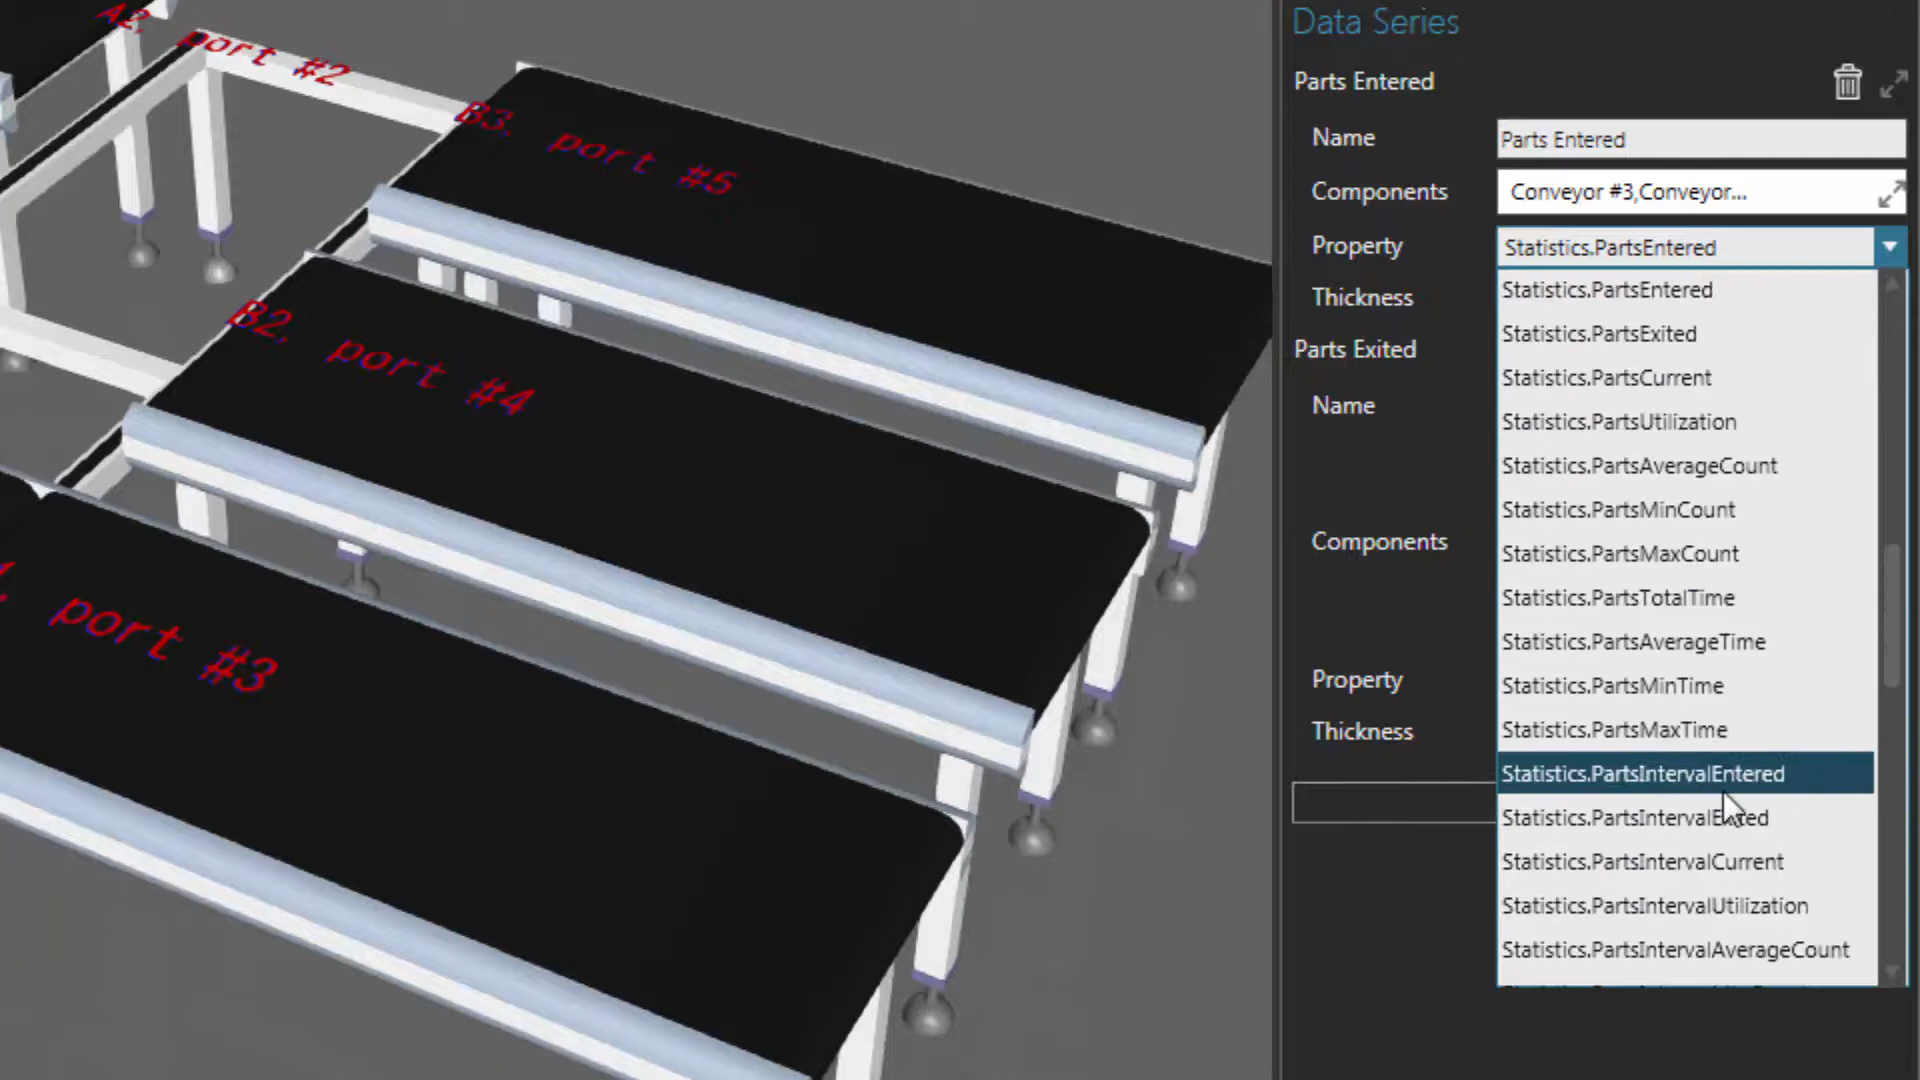 A2, port #2
B3, port #5
B2, port #4
port #3
Data Series
Parts Entered
Name
Parts Entered
Components
Conveyor #3,Conveyor...
Property
Statistics.PartsEntered
Thickness
Parts Exited
Name
Components
Property
Thickness
Statistics.PartsEntered
Statistics.PartsExited
Statistics.PartsCurrent
Statistics.PartsUtilization
Statistics.PartsAverageCount
Statistics.PartsMinCount
Statistics.PartsMaxCount
Statistics.PartsTotalTime
Statistics.PartsAverageTime
Statistics.PartsMinTime
Statistics.PartsMaxTime
Statistics.PartsIntervalEntered
Statistics.PartsIntervalExited
Statistics.PartsIntervalCurrent
Statistics.PartsIntervalUtilization
Statistics.PartsIntervalAverageCount